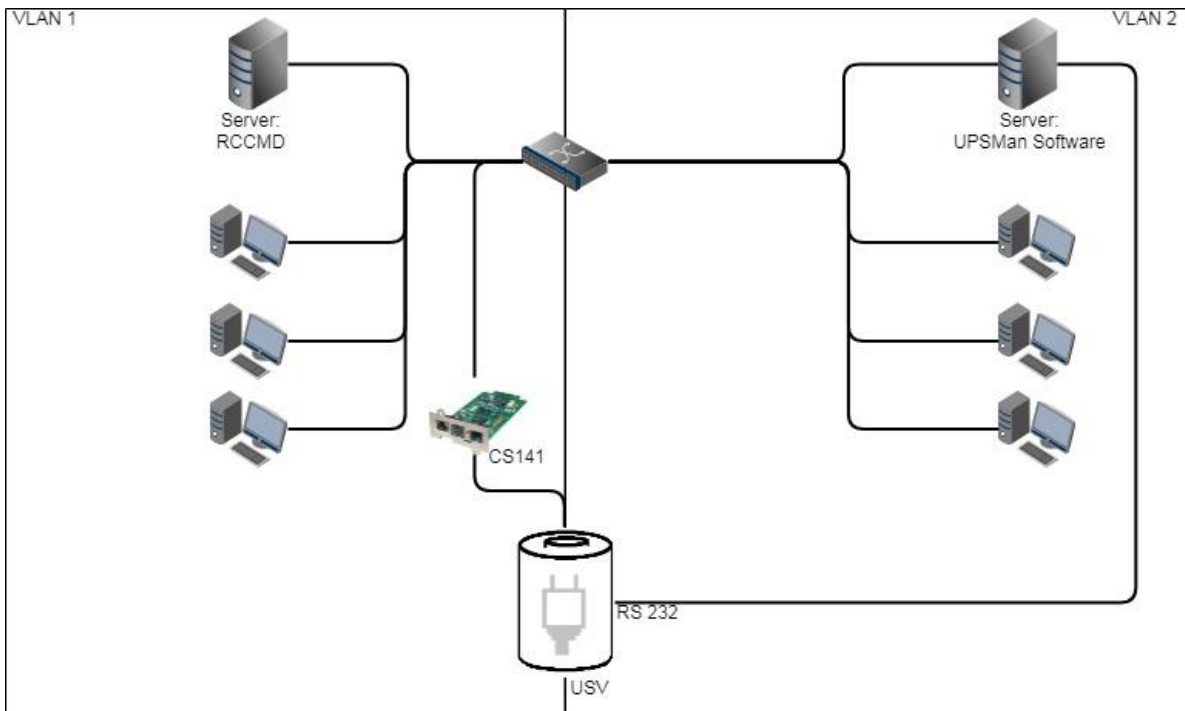 VLAN 1
VLAN 2
Server:
RCCMD
Server:
UPSMan Software
CS141
RS 232
USV